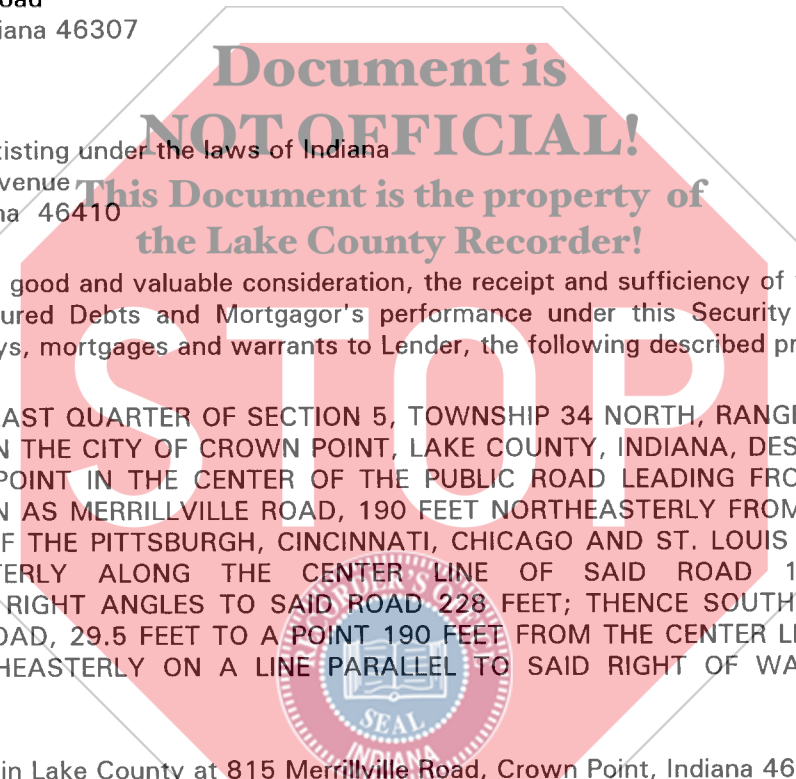 oad
iana 46307
Document is
NOT OFFICIAL!
xisting under the laws of Indiana
venue
This Document is the property of
na 46410
the Lake County Recorder!
good and valuable consideration, the receipt and sufficiency of
ured Debts and Mortgagor's performance under this Security
ys, mortgages and warrants to Lender, the following described pr
STOP
AST QUARTER OF SECTION 5, TOWNSHIP 34 NORTH, RANG
N THE CITY OF CROWN POINT, LAKE COUNTY, INDIANA, DES
POINT IN THE CENTER OF THE PUBLIC ROAD LEADING FRO
N AS MERRILLVILLE ROAD, 190 FEET NORTHEASTERLY FROM
F THE PITTSBURGH, CINCINNATI, CHICAGO AND ST. LOUIS
TERLY ALONG THE CENTER LINE OF SAID ROAD 1
RIGHT ANGLES TO SAID ROAD 228 FEET; THENCE SOUTH
OAD, 29.5 FEET TO A POINT 190 FEET FROM THE CENTER L
HEASTERLY ON A LINE PARALLEL TO SAID RIGHT OF WA
RECORDER'S OFFICE
SEAL
INDIANA
in Lake County at 815 Merrillville Road, Crown Point, Indiana 46